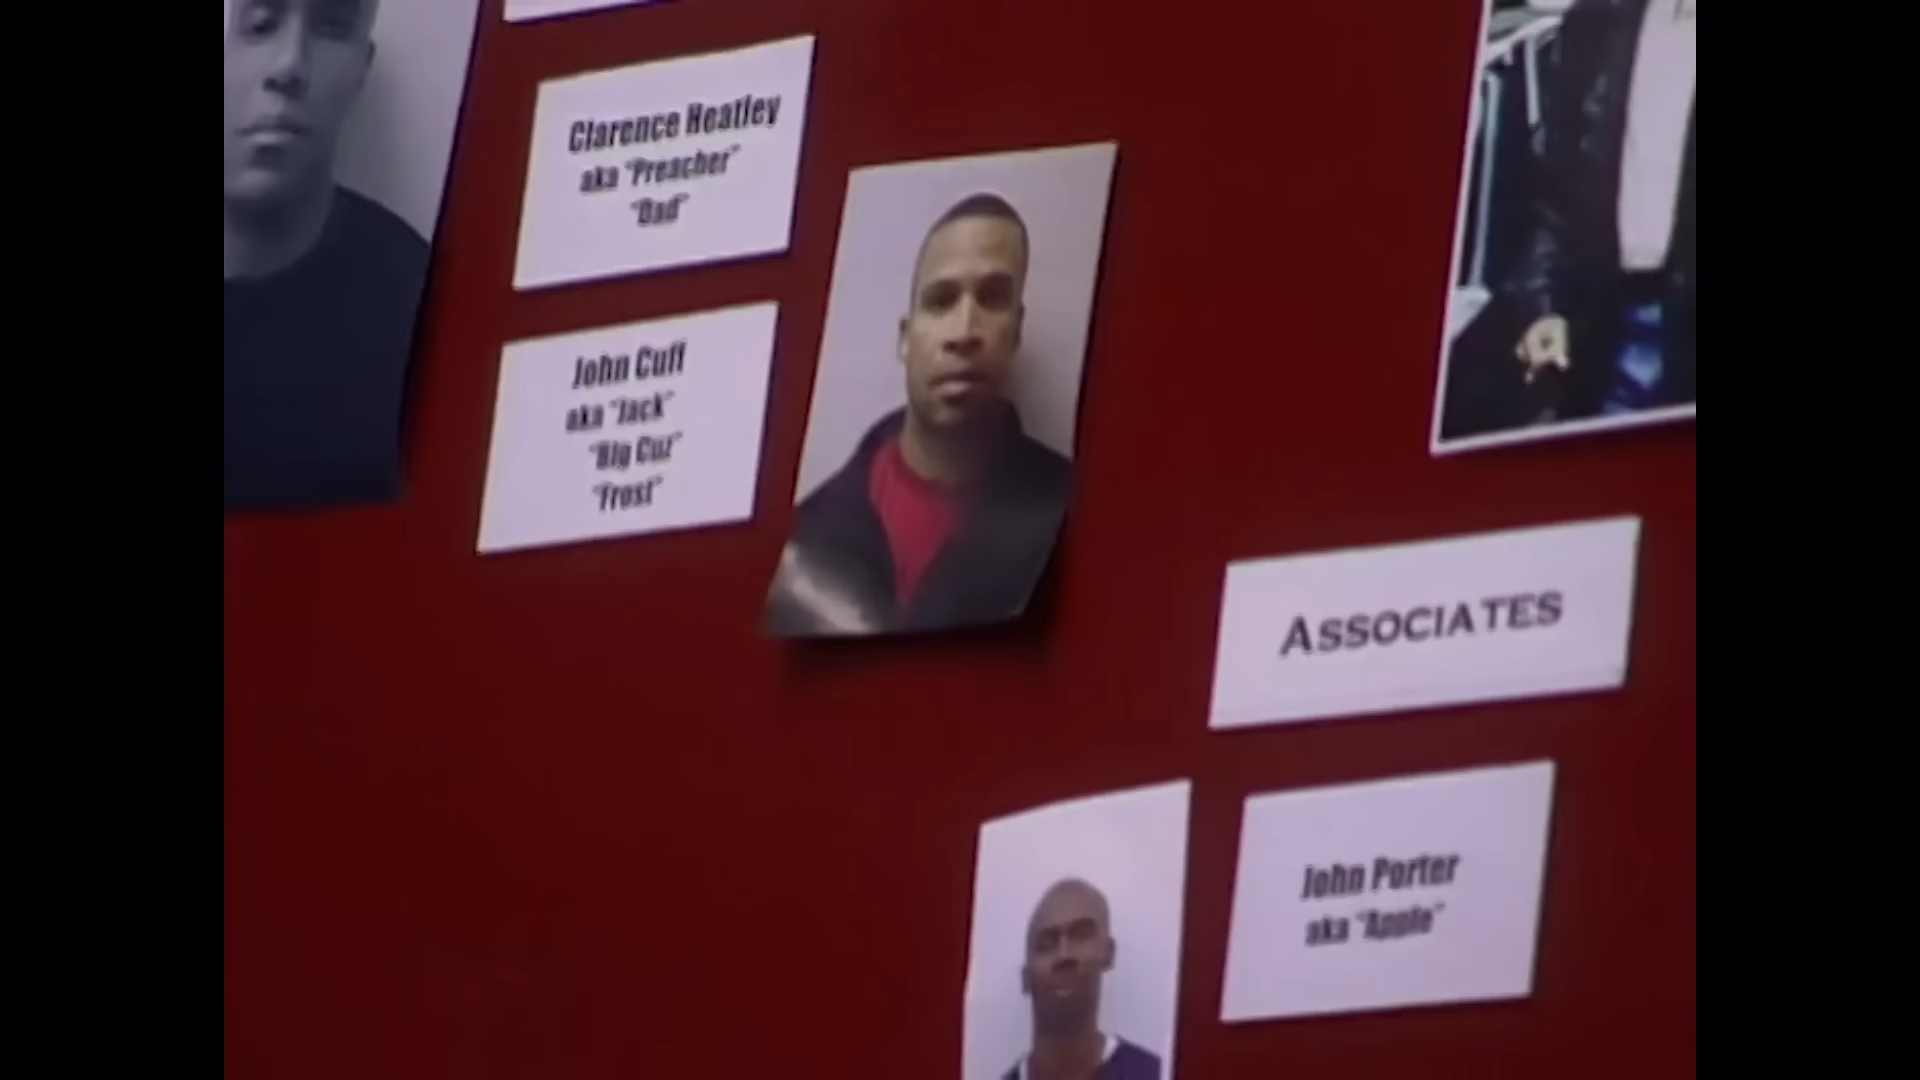 Clarence Heatley
aka "Preacher"
"Dad"
John Cuff
aka "Jack"
"Big Cuz"
"Frost"
ASSOCIATES
John Porter
aka "Apple"